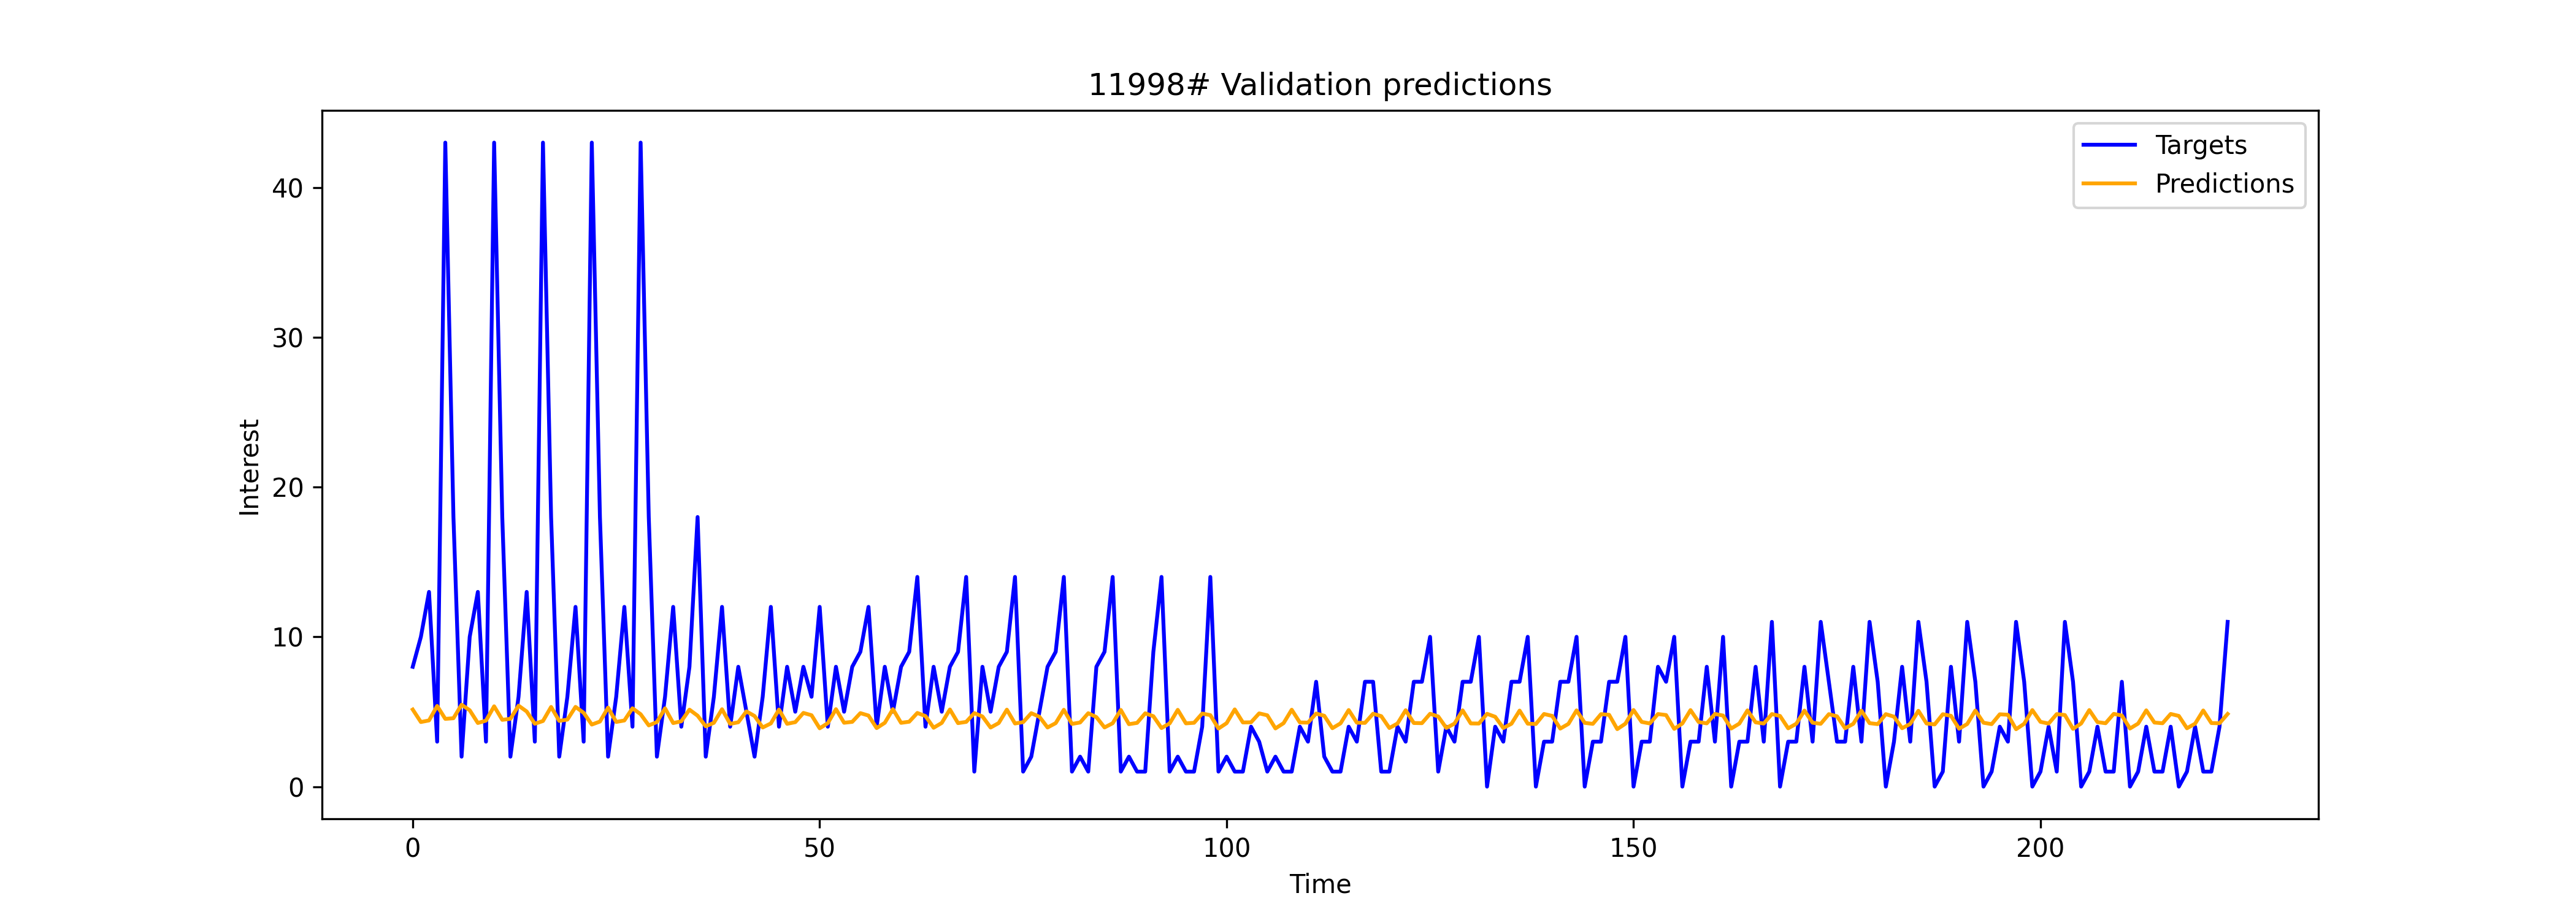 11998# Validation predictions
Targets
Predictions
Interest
40
30
20
10
0
0 50 100 150 200
Time